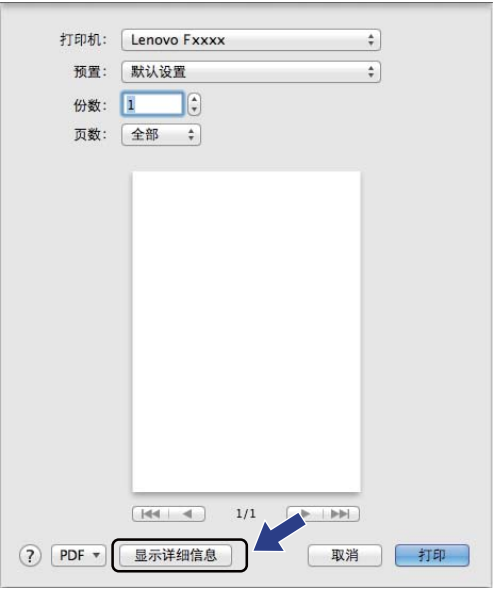 打印机: Lenovo Fxxxx
预置: 默认设置
份数: 1
页数: 全部
1/1
? PDF 显示详细信息 取消 打印